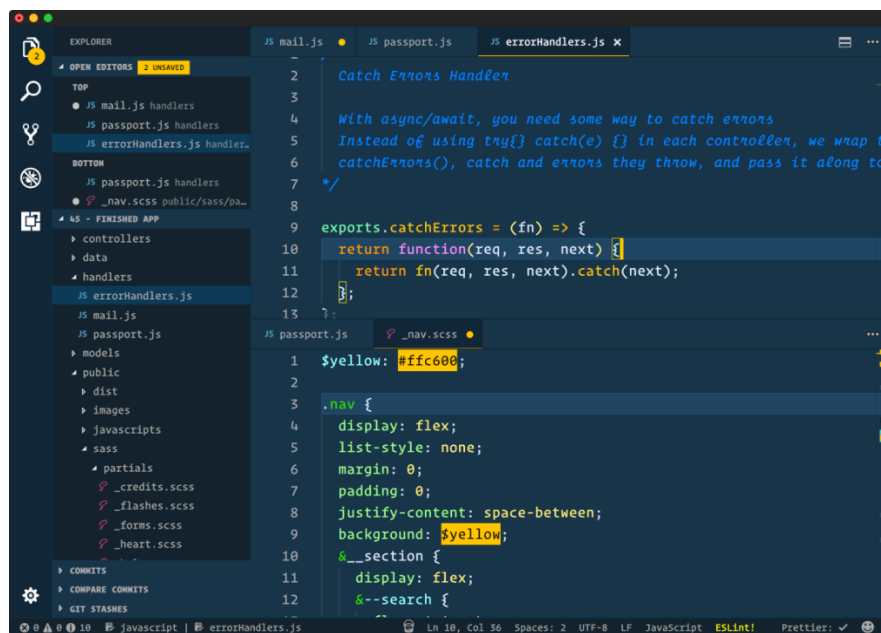 2
EXPLORER
OPEN EDITORS 2 UNSAVED
TOP
JS mail.js handlers
JS passport.js handlers
JS errorHandlers.js handler…
BOTTOM
JS passport.js handlers
_nav.scss public/sass/pa…
45 - FINISHED APP
controllers
data
handlers
JS errorHandlers.js
JS mail.js
JS passport.js
models
public
dist
images
javascripts
sass
partials
_credits.scss
_flashes.scss
_forms.scss
_heart.scss
COMMITS
COMPARE COMMITS
GIT STASHES
JS mail.js JS passport.js JS errorHandlers.js ×
2 Catch Errors Handler
3
4 With async/await, you need some way to catch errors
5 Instead of using try{} catch(e) {} in each controller, we wrap
6 catchErrors(), catch and errors they throw, and pass it along to
7 */
8
9 exports.catchErrors = (fn) => {
10 return function(req, res, next) {
11 return fn(req, res, next).catch(next);
12 };
13 };
JS passport.js _nav.scss
1 $yellow: #ffc600;
2
3 .nav {
4 display: flex;
5 list-style: none;
6 margin: 0;
7 padding: 0;
8 justify-content: space-between;
9 background: $yellow;
10 &__section {
11 display: flex;
12 &--search {
0 0 10 javascript | errorHandlers.js Ln 10, Col 36 Spaces: 2 UTF-8 LF JavaScript ESLint! Prettier: ✓